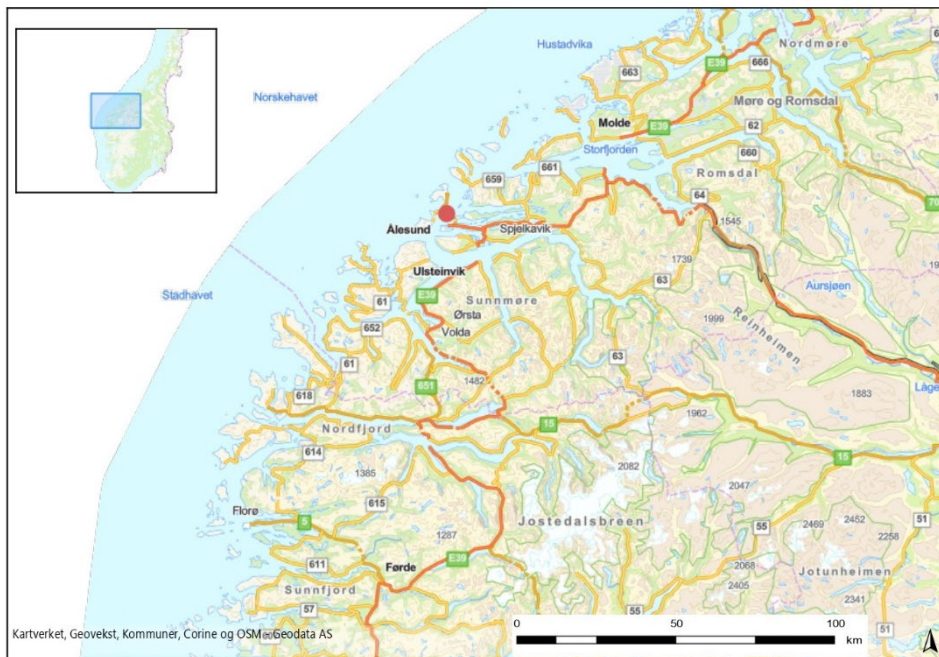 Hustadvika
Nordmøre
E39
666
663
Norskehavet
Møre og Romsdal
Molde
E39
62
Storfjorden
660
661
659
Romsdal
70
64
1545
Ålesund
Spjelkavik
1739
Ulsteinvik
63
Aursjøen
Stadhavet
E39
61
Sunnmøre
Reinheimen
Ørsta
1999
652
Volda
61
63
651
1482
1883
618
1962
Nordfjord
15
15
614
2082
1385
2047
615
Florø
5
Jostedalsbreen
55
2469
2452
51
1287
2258
611
Førde
E39
2068
Jotunheimen
Sunnfjord
2405
2341
57
55
51
Kartverket, Geovekst, Kommuner, Corine og OSM - Geodata AS
0 50 100
km